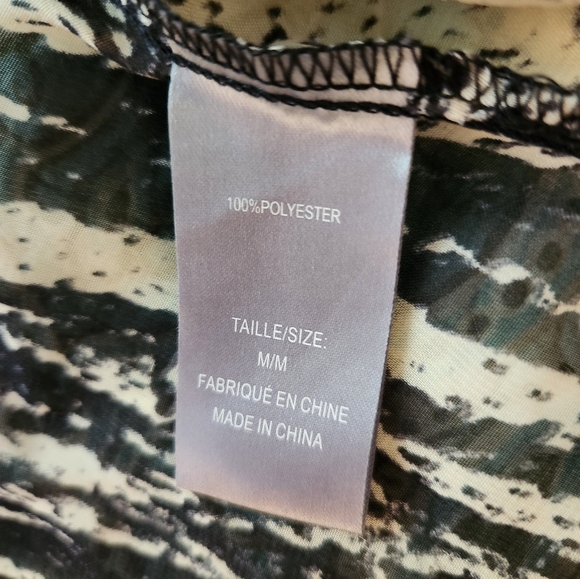 100%POLYESTER
TAILLE/SIZE:
M/M
FABRIQUÉ EN CHINE
MADE IN CHINA